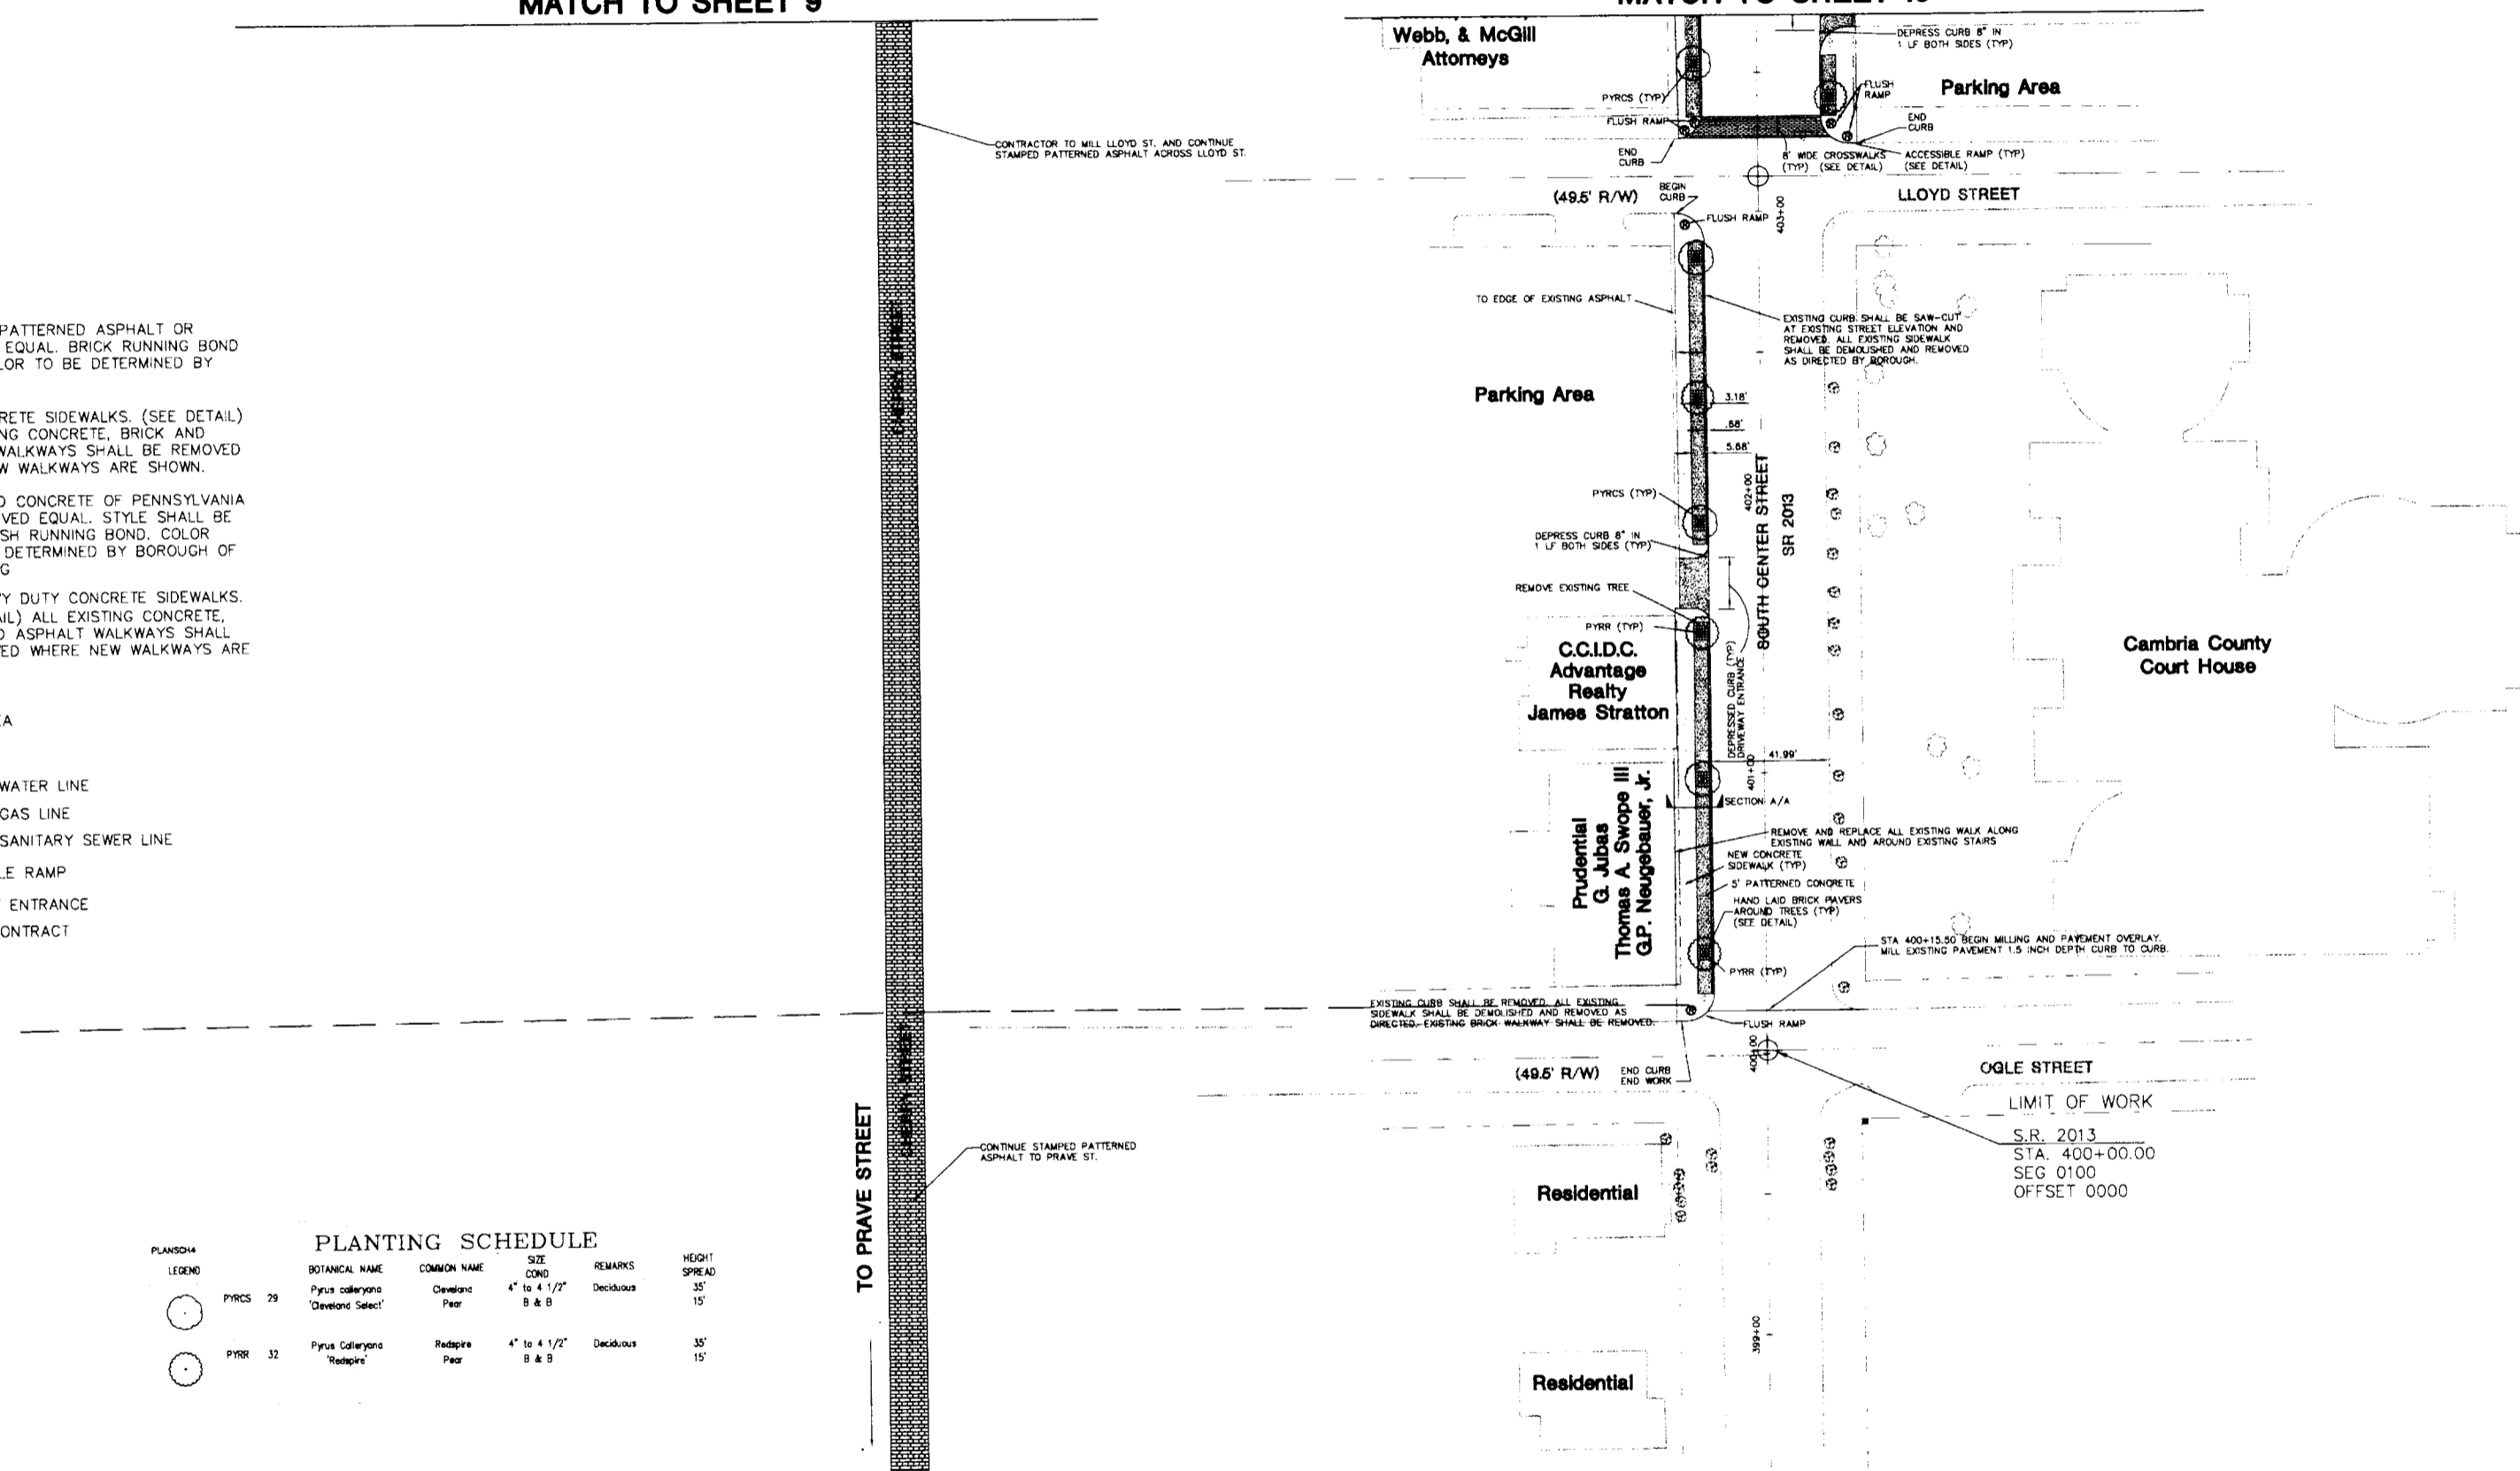 MATCH TO SHEET 9
PATTERNED ASPHALT OR
EQUAL. BRICK RUNNING BOND
TO BE DETERMINED BY
SIDEWALKS. (SEE DETAIL)
CONCRETE, BRICK AND
WALKWAYS SHALL BE REMOVED
WALKWAYS ARE SHOWN.
CONCRETE OF PENNSYLVANIA
EQUAL. STYLE SHALL BE
RUNNING BOND. COLOR
DETERMINED BY BOROUGH OF
DUTY CONCRETE SIDEWALKS.
ALL EXISTING CONCRETE,
ASPHALT WALKWAYS SHALL
WHERE NEW WALKWAYS ARE
WATER LINE
GAS LINE
SANITARY SEWER LINE
RAMP
ENTRANCE
CONTRACTOR TO MILL LLOYD ST. AND CONTINUE
STAMPED PATTERNED ASPHALT ACROSS LLOYD ST.
CONTINUE STAMPED PATTERNED
ASPHALT TO PRAVE ST.
TO PRAVE STREET
PLANTING SCHEDULE
PLANSCH4
LEGEND BOTANICAL NAME COMMON NAME SIZE COND REMARKS HEIGHT SPREAD
PYRCS 29 Pyrus calleryana Cleveland 4" to 4 1/2" Deciduous 35'
'Cleveland Select' Pear B & B 15'
PYRR 32 Pyrus Calleryana Redspire 4" to 4 1/2" Deciduous 35'
'Redspire' Pear B & B 15'
Webb, & McGill
Attorneys
PYRCS (TYP)
FLUSH RAMP
END
CURB
DEPRESS CURB 8" IN
1 LF BOTH SIDES (TYP)
FLUSH
RAMP
Parking Area
END
CURB
8' WIDE CROSSWALKS
(TYP) (SEE DETAIL)
ACCESSIBLE RAMP (TYP)
(SEE DETAIL)
(49.5' R/W)
BEGIN
CURB
FLUSH RAMP
403+00
LLOYD STREET
TO EDGE OF EXISTING ASPHALT
EXISTING CURB SHALL BE SAW-CUT
AT EXISTING STREET ELEVATION AND
REMOVED. ALL EXISTING SIDEWALK
SHALL BE DEMOLISHED AND REMOVED
AS DIRECTED BY BOROUGH.
Parking Area
3.18'
.58'
5.68'
PYRCS (TYP)
402+00
SOUTH CENTER STREET
SR 2013
DEPRESS CURB 8" IN
1 LF BOTH SIDES (TYP)
REMOVE EXISTING TREE
PYRR (TYP)
C.C.I.D.C.
Advantage
Realty
James Stratton
DEPRESSED CURB (TYP)
DRIVEWAY ENTRANCE
Cambria County
Court House
41.99'
401+00
SECTION A/A
Prudential
G. Jubas
Thomas A. Swope III
G.P. Neugebauer, Jr.
REMOVE AND REPLACE ALL EXISTING WALK ALONG
EXISTING WALL AND AROUND EXISTING STAIRS
NEW CONCRETE
SIDEWALK (TYP)
5' PATTERNED CONCRETE
HAND LAID BRICK PAVERS
AROUND TREES (TYP)
(SEE DETAIL)
STA 400+15.50 BEGIN MILLING AND PAVEMENT OVERLAY.
MILL EXISTING PAVEMENT 1.5 INCH DEPTH CURB TO CURB.
PYRR (TYP)
EXISTING CURB SHALL BE REMOVED. ALL EXISTING
SIDEWALK SHALL BE DEMOLISHED AND REMOVED AS
DIRECTED. EXISTING BRICK WALKWAY SHALL BE REMOVED.
FLUSH RAMP
400+00
(49.5' R/W)
END CURB
END WORK
OGLE STREET
LIMIT OF WORK
S.R. 2013
STA. 400+00.00
SEG 0100
OFFSET 0000
Residential
399+00
Residential